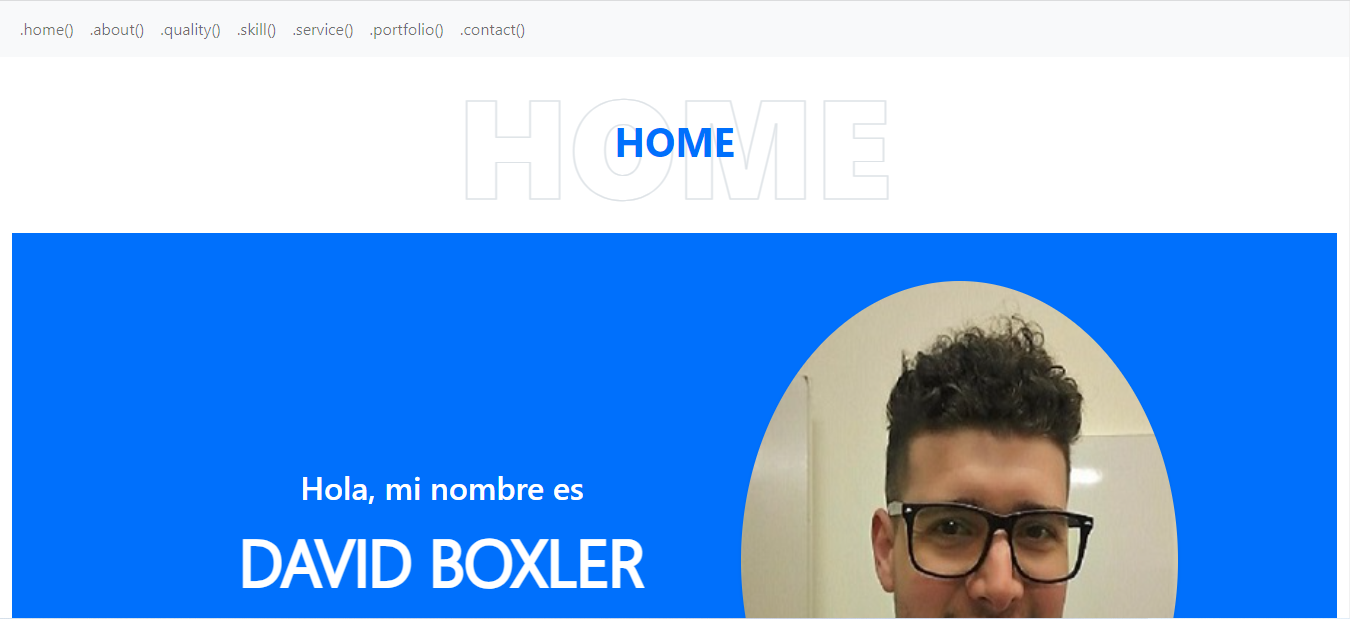 .home() .about() .quality() .skill() .service() .portfolio() .contact()
HOME
HOME
Hola, mi nombre es
DAVID BOXLER